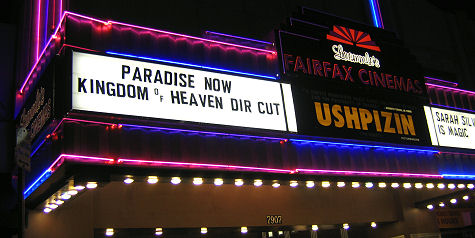 Laemmle's
FAIRFAX CINEMAS
PARADISE NOW
KINGDOM OF HEAVEN DIR CUT
USHPIZIN
SARAH SILV
IS MAGIC
7907